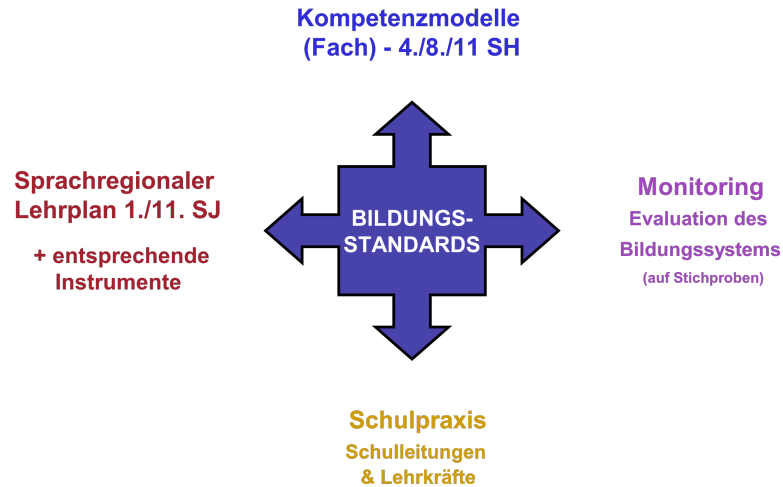 Kompetenzmodelle
(Fach) - 4./8./11 SH
Sprachregionaler
Lehrplan 1./11. SJ
+ entsprechende
Instrumente
BILDUNGS-
STANDARDS
Monitoring
Evaluation des
Bildungssystems
(auf Stichproben)
Schulpraxis
Schulleitungen
& Lehrkräfte